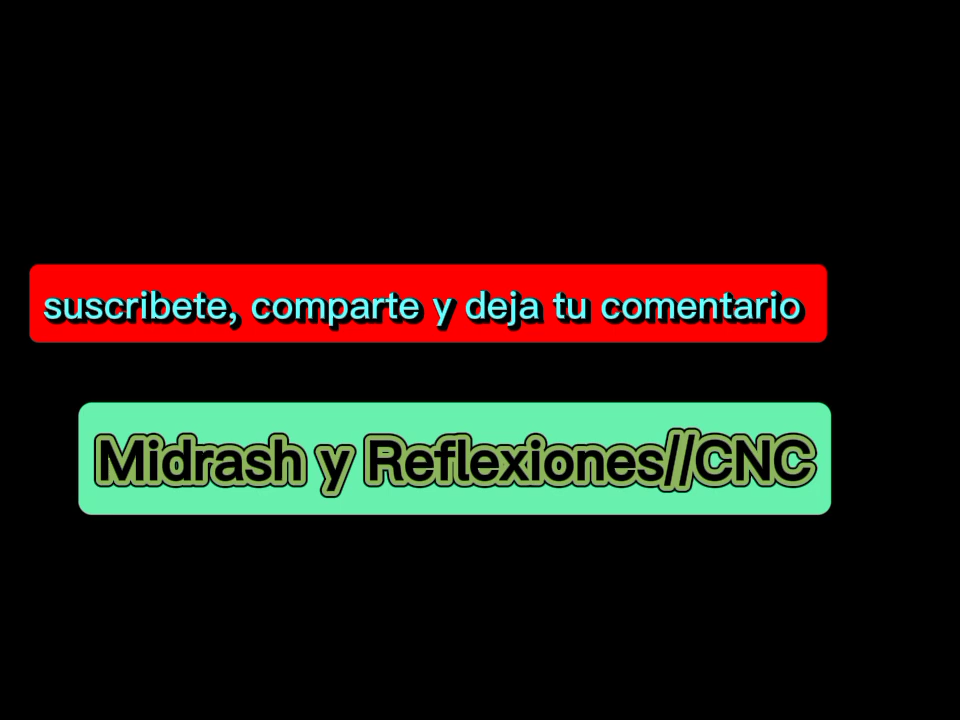 suscribete, comparte y deja tu comentario
Midrash y Reflexiones//CNC